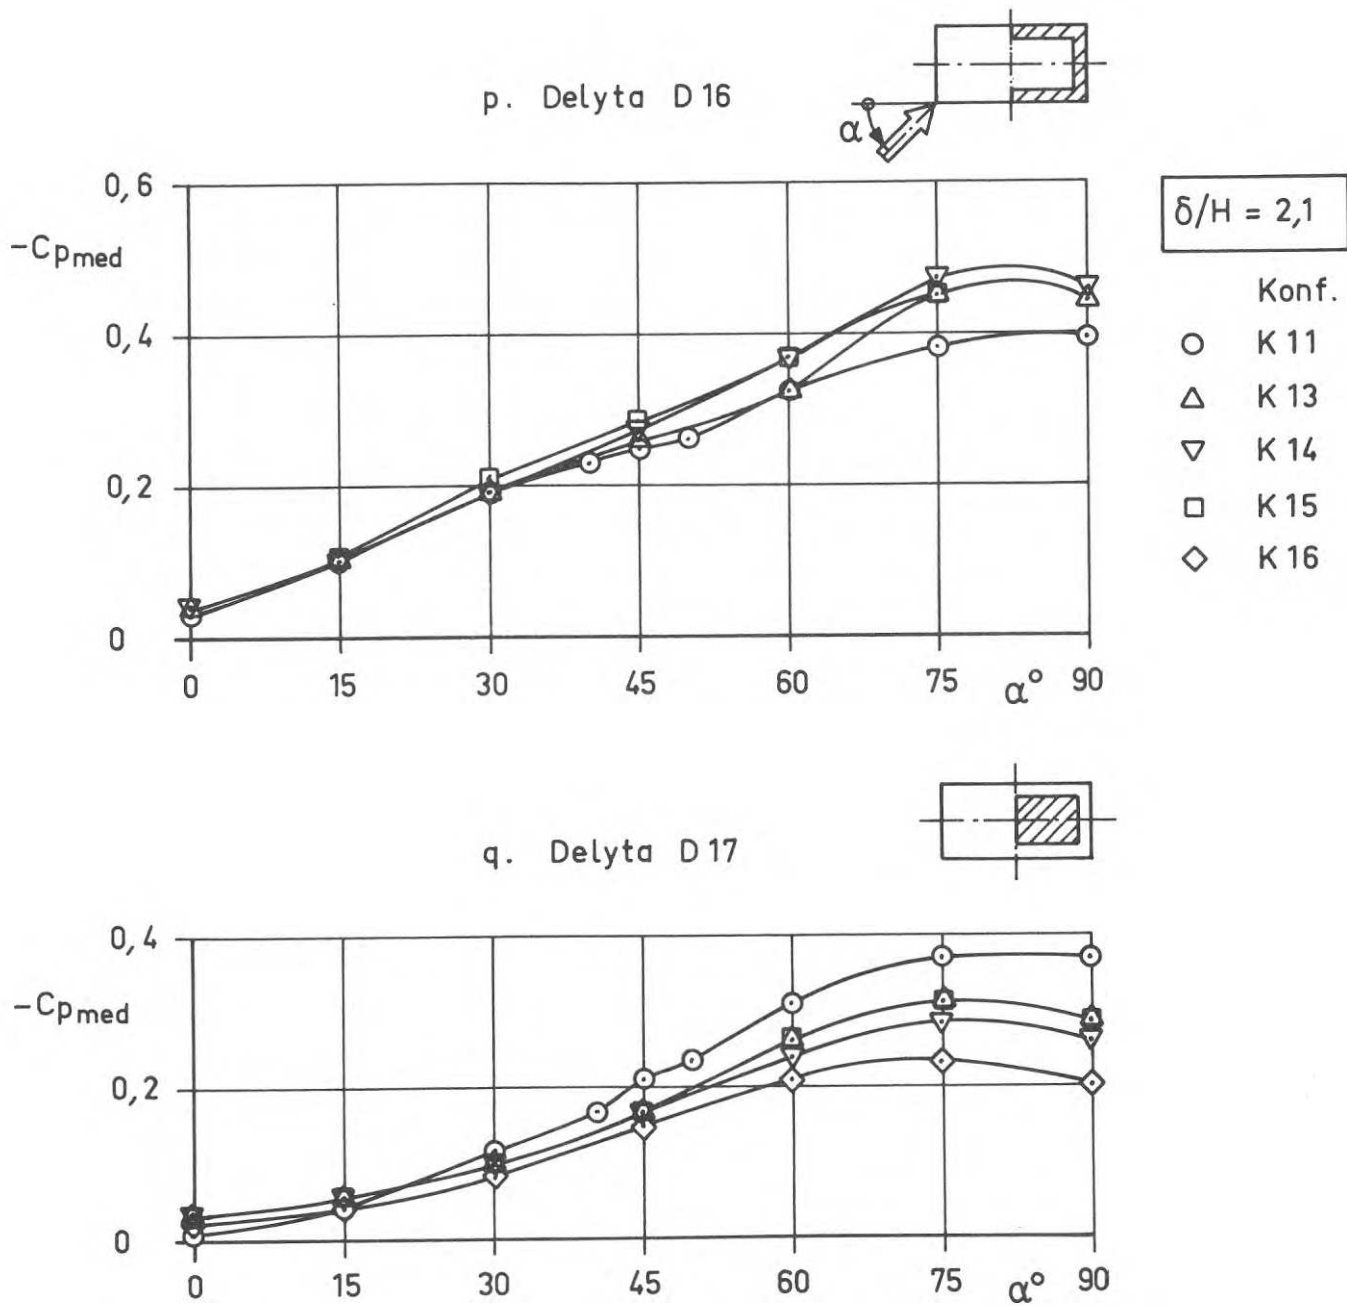 p. Delyta D 16
α
0,6
-Cpmed
0,4
0,2
0
0 15 30 45 60 75 α° 90
δ/H = 2,1
Konf.
K 11
K 13
K 14
K 15
K 16
q. Delyta D 17
0,4
-Cpmed
0,2
0
0 15 30 45 60 75 α° 90